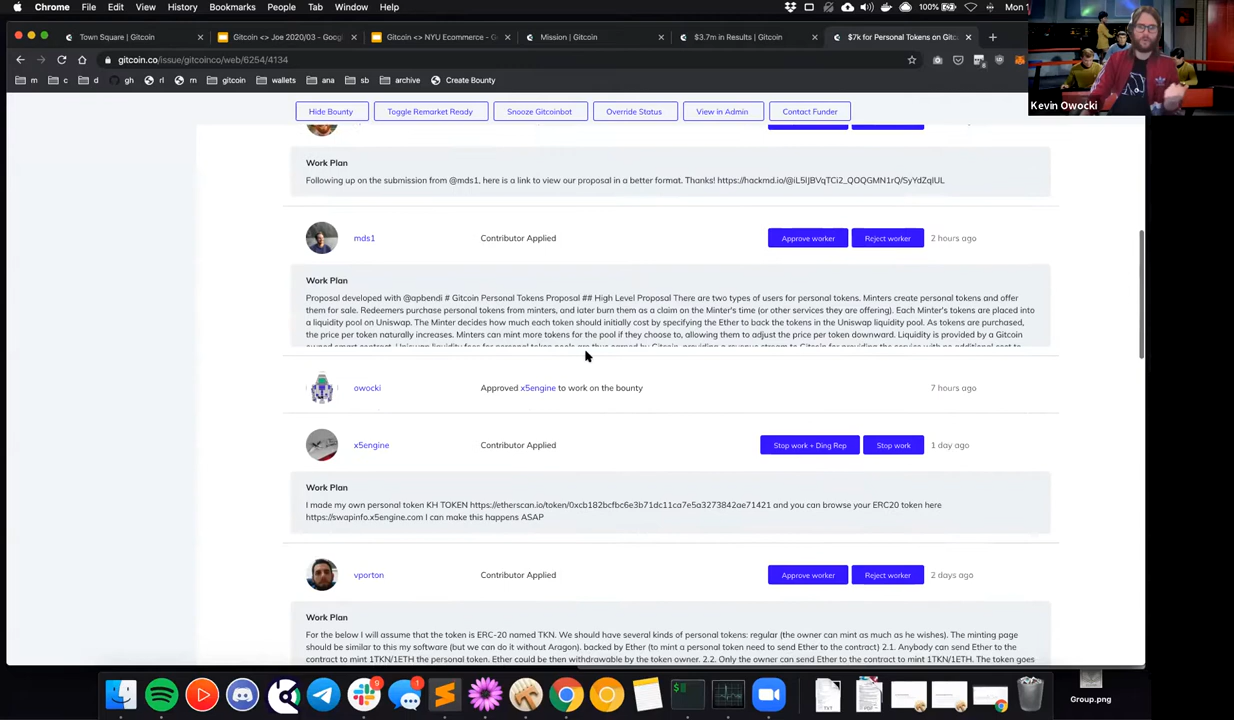 Chrome File Edit View History Bookmarks People Tab Window Help 100% Mon 1
Town Square | Gitcoin Gitcoin <> Joe 2020/03 - Googl Gitcoin <> NYU Ecommerce - G Mission | Gitcoin $3.7m in Results | Gitcoin $7k for Personal Tokens on Gitc
gitcoin.co/issue/gitcoinco/web/6254/4134
m c d gh rl rn gitcoin wallets ana sb archive Create Bounty
Kevin Owocki
Hide Bounty Toggle Remarket Ready Snooze Gitcoinbot Override Status View in Admin Contact Funder
Work Plan
Following up on the submission from @mds1, here is a link to view our proposal in a better format. Thanks!
mds1 Contributor Applied Approve worker Reject worker 2 hours ago
Work Plan
Proposal developed with @apbendi # Gitcoin Personal Tokens Proposal ## High Level Proposal There are two types of users for personal tokens. Minters create personal tokens and offer
them for sale. Redeemers purchase personal tokens from minters, and later burn them as a claim on the Minter's time (or other services they are offering). Each Minter's tokens are placed into
a liquidity pool on Uniswap. The Minter decides how much each token should initially cost by specifying the Ether to back the tokens in the Uniswap liquidity pool. As tokens are purchased,
the price per token naturally increases. Minters can mint more tokens for the pool if they choose to, allowing them to adjust the price per token downward. Liquidity is provided by a Gitcoin
owocki Approved x5engine to work on the bounty 7 hours ago
x5engine Contributor Applied Stop work + Ding Rep Stop work 1 day ago
Work Plan
I made my own personal token KH TOKEN https://etherscan.io/token/0xcb182bcfbc6e3b71dc11ca7e5a3273842ae71421 and you can browse your ERC20 token here
https://swapinfo.x5engine.com I can make this happens ASAP
vporton Contributor Applied Approve worker Reject worker 2 days ago
Work Plan
For the below I will assume that the token is ERC-20 named TKN. We should have several kinds of personal tokens: regular (the owner can mint as much as he wishes). The minting page
should be similar to this my software (but we can do it without Aragon). backed by Ether (to mint a personal token need to send Ether to the contract) 2.1. Anybody can send Ether to the
contract to mint 1TKN/1ETH the personal token. Ether could be then withdrawable by the token owner. 2.2. Only the owner can send Ether to the contract to mint 1TKN/1ETH. The token goes
9 1
Group.png